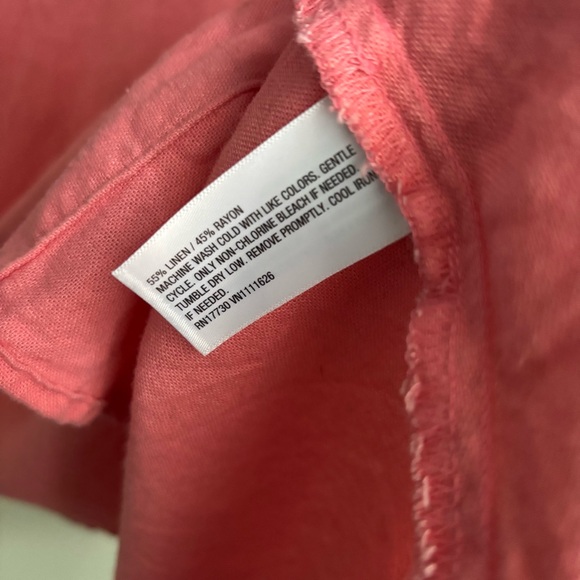 55% LINEN / 45% RAYON
MACHINE WASH COLD WITH LIKE COLORS. GENTLE
CYCLE. ONLY NON-CHLORINE BLEACH IF NEEDED.
TUMBLE DRY LOW. REMOVE PROMPTLY. COOL IRON
IF NEEDED.
RN17730 VN1111626